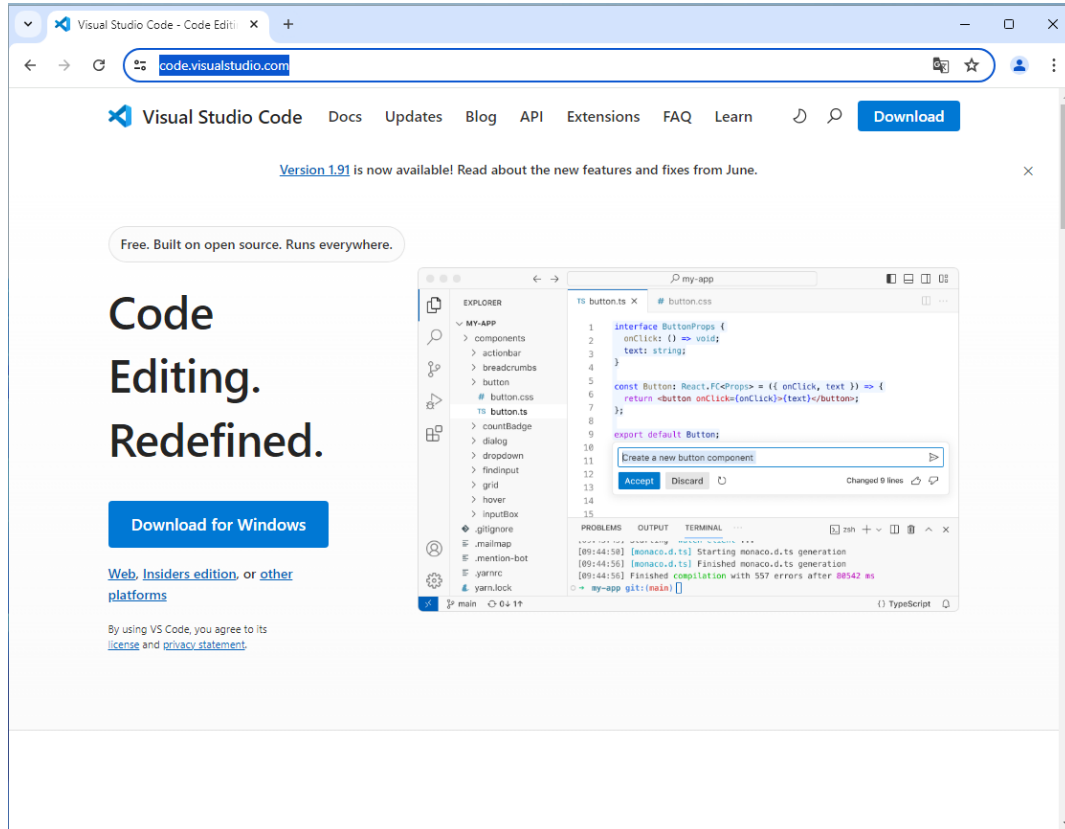 Visual Studio Code - Code Editi
code.visualstudio.com
Visual Studio Code Docs Updates Blog API Extensions FAQ Learn Download
Version 1.91 is now available! Read about the new features and fixes from June.
Free. Built on open source. Runs everywhere.
Code
Editing.
Redefined.
Download for Windows
Web, Insiders edition, or other
platforms
By using VS Code, you agree to its
license and privacy statement.
my-app
EXPLORER
MY-APP
components
actionbar
breadcrumbs
button
# button.css
TS button.ts
countBadge
dialog
dropdown
findinput
grid
hover
inputBox
.gitignore
.mailmap
.mention-bot
.yarnrc
yarn.lock
TS button.ts # button.css
1 interface ButtonProps {
2 onClick: () => void;
3 text: string;
4 }
5 const Button: React.FC<Props> = ({ onClick, text }) => {
6 return <button onClick={onClick}>{text}</button>;
7 };
8
9 export default Button;
10
11 Create a new button component
12
13 Accept Discard Changed 9 lines
14
15
PROBLEMS OUTPUT TERMINAL ··· zsh
[09:44:50] [monaco.d.ts] Starting monaco.d.ts generation
[09:44:56] [monaco.d.ts] Finished monaco.d.ts generation
[09:44:56] Finished compilation with 557 errors after 80542 ms
my-app git:(main)
main 0↓ 1↑ {} TypeScript